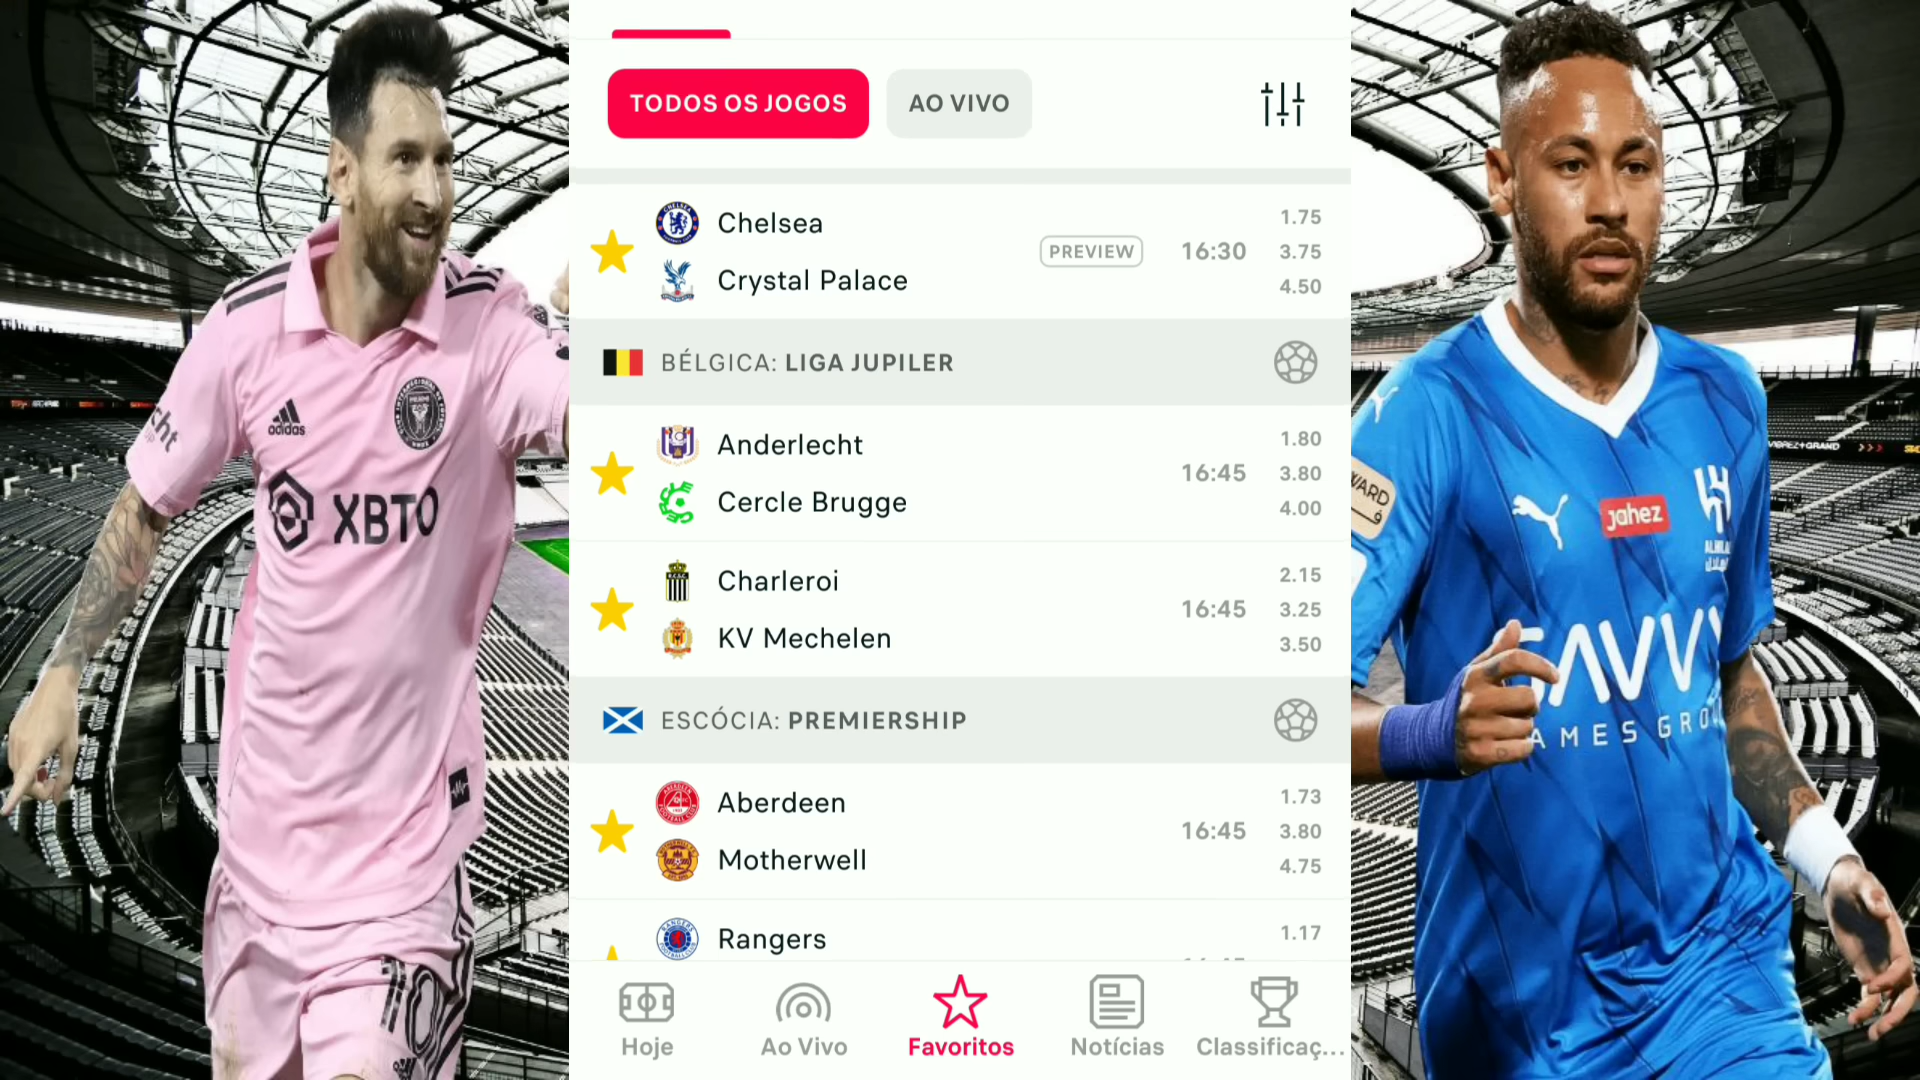 TODOS OS JOGOS
AO VIVO
Chelsea
Crystal Palace
PREVIEW
16:30
1.75
3.75
4.50
BÉLGICA: LIGA JUPILER
Anderlecht
Cercle Brugge
16:45
1.80
3.80
4.00
Charleroi
KV Mechelen
16:45
2.15
3.25
3.50
ESCÓCIA: PREMIERSHIP
Aberdeen
Motherwell
16:45
1.73
3.80
4.75
Rangers
1.17
Hoje
Ao Vivo
Favoritos
Notícias
Classificaç...
adidas
XBTO
10
jahez
SAVVY
GAMES GRO